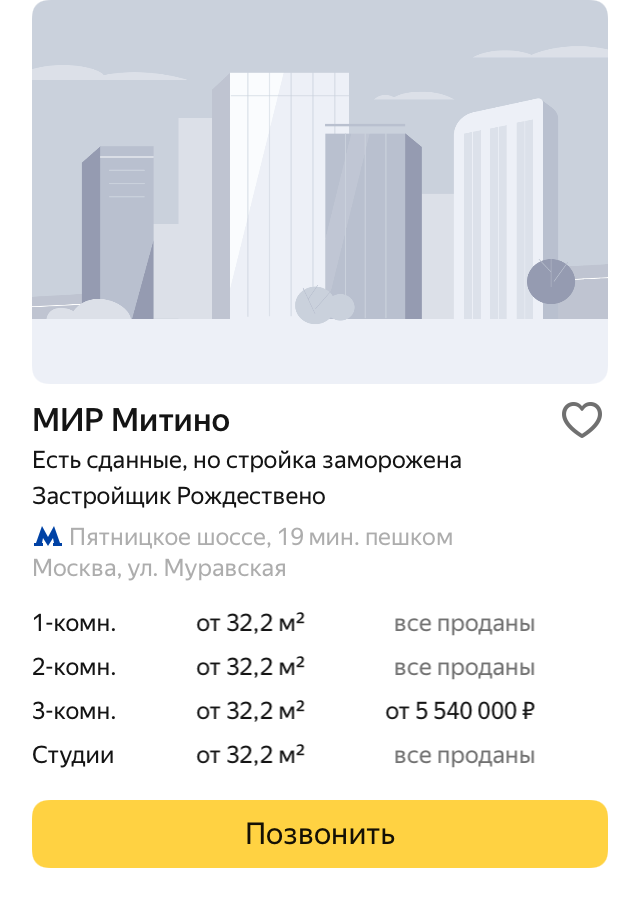 МИР Митино
Есть сданные, но стройка заморожена
Застройщик Рождествено
Пятницкое шоссе, 19 мин. пешком
Москва, ул. Муравская
1-комн. от 32,2 м² все проданы
2-комн. от 32,2 м² все проданы
3-комн. от 32,2 м² от 5 540 000 ₽
Студии от 32,2 м² все проданы
Позвонить